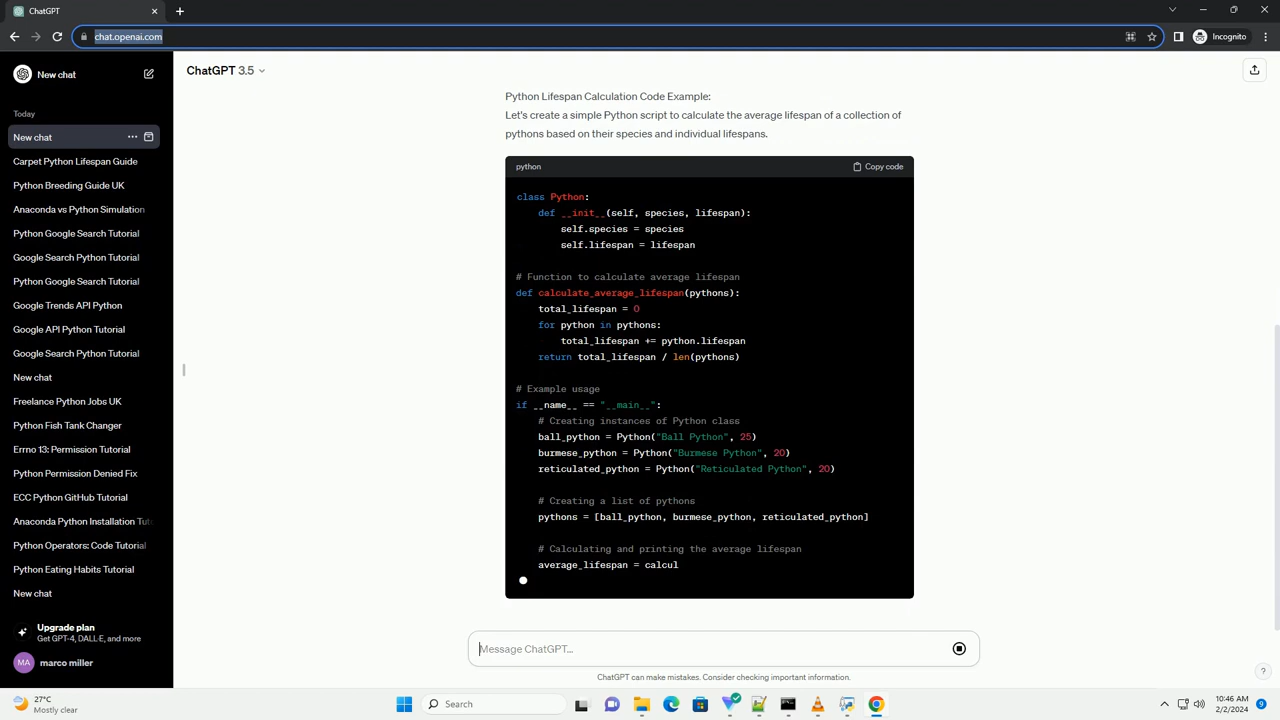 ChatGPT
chat.openai.com
Incognito
New chat
ChatGPT 3.5
Today
New chat
Carpet Python Lifespan Guide
Python Breeding Guide UK
Anaconda vs Python Simulation
Python Google Search Tutorial
Google Search Python Tutorial
Python Google Search Tutorial
Google Trends API Python
Google API Python Tutorial
Google Search Python Tutorial
New chat
Freelance Python Jobs UK
Python Fish Tank Changer
Errno 13: Permission Tutorial
Python Permission Denied Fix
ECC Python GitHub Tutorial
Anaconda Python Installation Tuto
Python Operators: Code Tutorial
Python Eating Habits Tutorial
New chat
Upgrade plan
Get GPT-4, DALL·E, and more
MA
marco miller
Python Lifespan Calculation Code Example:
Let's create a simple Python script to calculate the average lifespan of a collection of
pythons based on their species and individual lifespans.
python
Copy code
class Python:
def __init__(self, species, lifespan):
self.species = species
self.lifespan = lifespan
# Function to calculate average lifespan
def calculate_average_lifespan(pythons):
total_lifespan = 0
for python in pythons:
total_lifespan += python.lifespan
return total_lifespan / len(pythons)
# Example usage
if __name__ == "__main__":
# Creating instances of Python class
ball_python = Python("Ball Python", 25)
burmese_python = Python("Burmese Python", 20)
reticulated_python = Python("Reticulated Python", 20)
# Creating a list of pythons
pythons = [ball_python, burmese_python, reticulated_python]
# Calculating and printing the average lifespan
average_lifespan = calcul
Message ChatGPT...
ChatGPT can make mistakes. Consider checking important information.
?
27°C
Mostly clear
Search
10:46 AM
2/2/2024
9